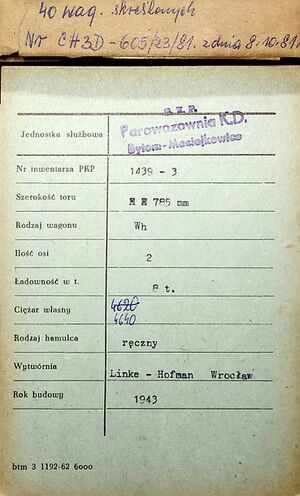 40 wag. skreślonych
Nr CH3D-605/23/81. z dnia 8.10.81.
P.K.P.
Jednostka służbowa Parowozownia K.D.
Bytom-Maciejkowice
Nr inwentarza PKP 1439 - 3
Szerokość toru 785 mm
Rodzaj wagonu Wh
Ilość osi 2
Ładowność w t. 8 t.
Ciężar własny 4620
4640
Rodzaj hamulca ręczny
Wytwórnia Linke - Hofman Wrocław
Rok budowy 1943
btm 3 1192-62 6000